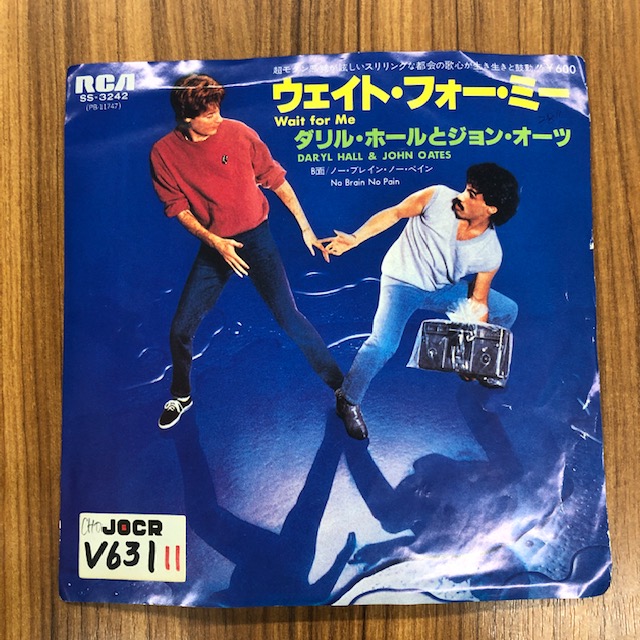 RCA
SS-3242
(PB 11747)
¥600
ウェイト・フォー・ミー
Wait for Me
ダリル・ホールとジョン・オーツ
DARYL HALL & JOHN OATES
B面/ノー・ブレイン・ノー・ペイン
No Brain No Pain
JOCR
V631 11